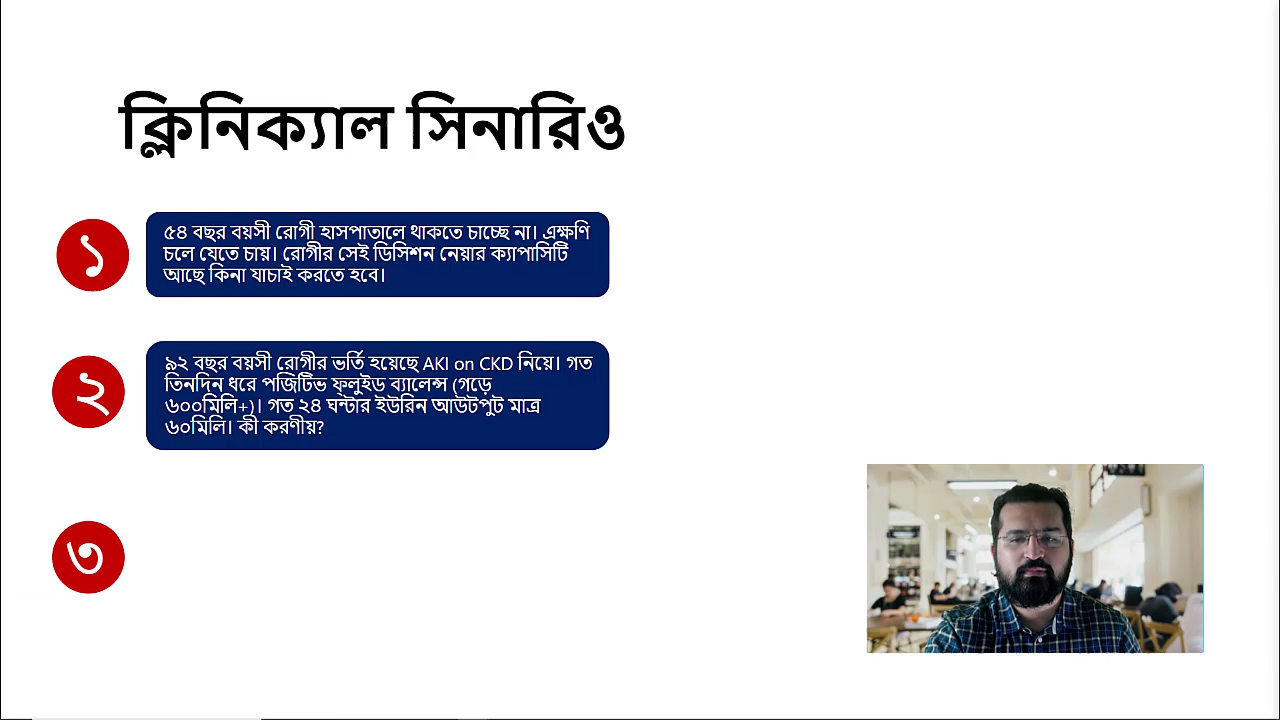 ক্লিনিক্যাল সিনারিও
১
৫৪ বছর বয়সী রোগী হাসপাতালে থাকতে চাচ্ছে না। এক্ষণি
চলে যেতে চায়। রোগীর সেই ডিসিশন নেয়ার ক্যাপাসিটি
আছে কিনা যাচাই করতে হবে।
২
৯২ বছর বয়সী রোগীর ভর্তি হয়েছে AKI on CKD নিয়ে। গত
তিনদিন ধরে পজিটিভ ফ্লুইড ব্যালেন্স (গড়ে
৬০০মিলি+)। গত ২৪ ঘন্টার ইউরিন আউটপুট মাত্র
৬০মিলি। কী করণীয়?
৩